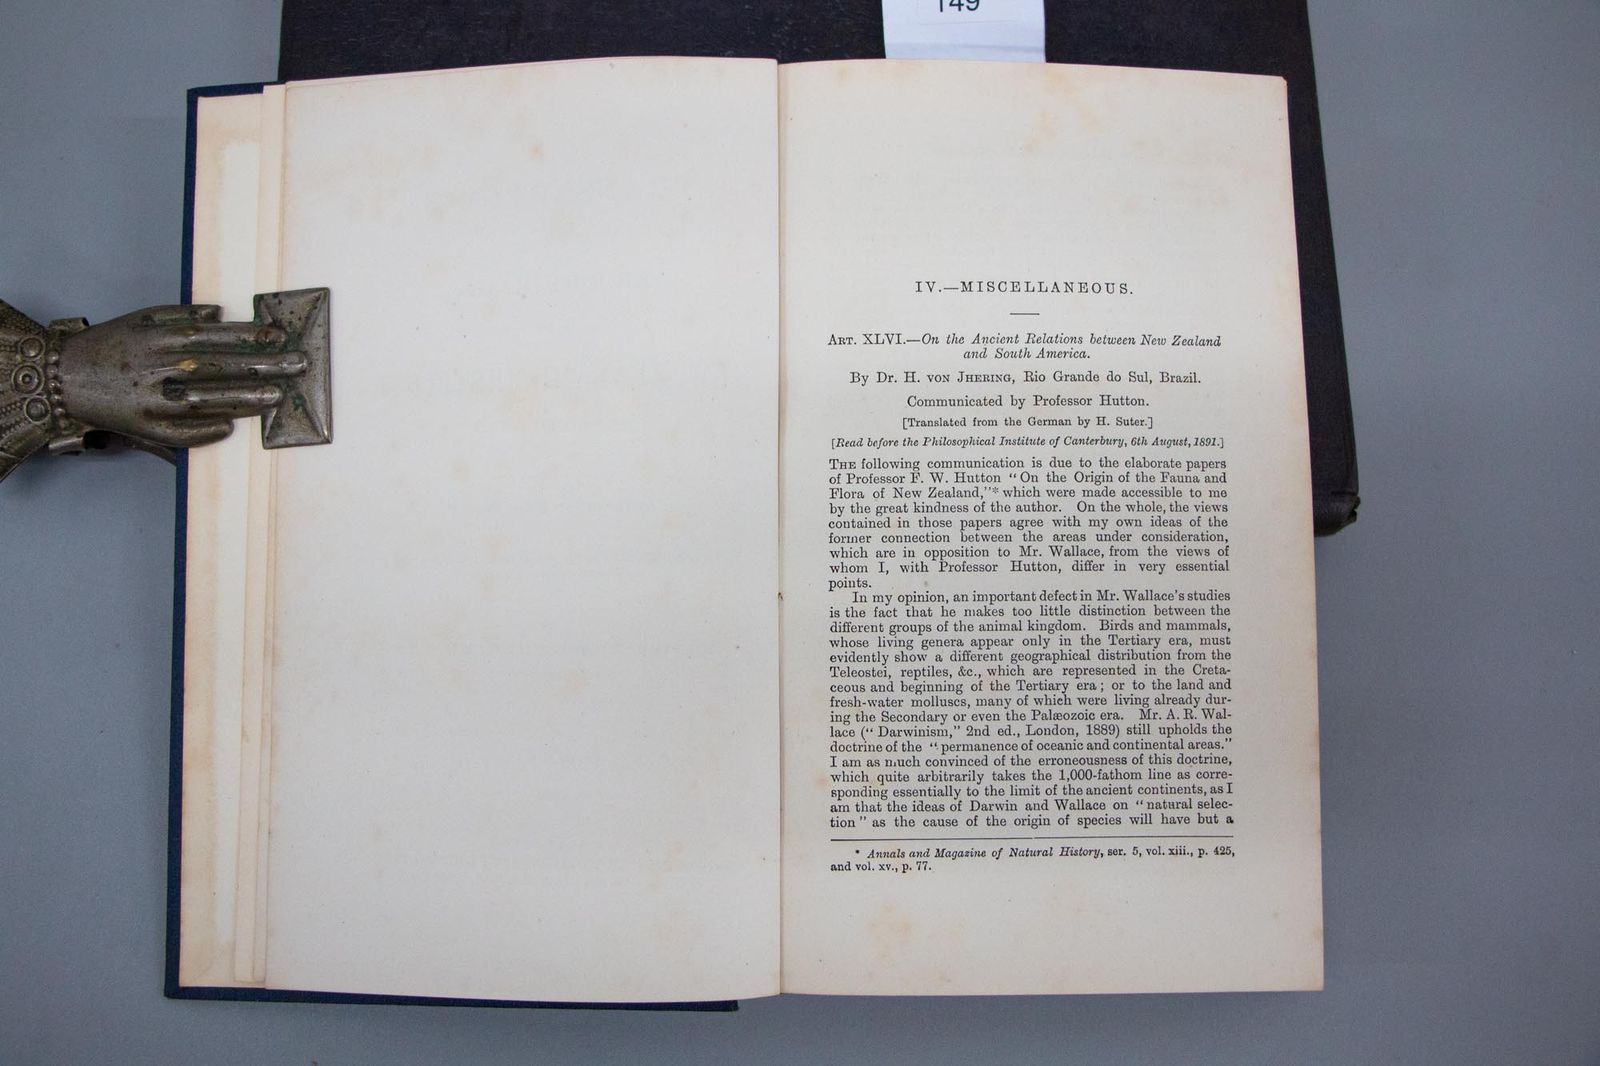 149
IV.—MISCELLANEOUS.
ART. XLVI.—On the Ancient Relations between New Zealand
and South America.
By Dr. H. VON JHERING, Rio Grande do Sul, Brazil.
Communicated by Professor Hutton.
[Translated from the German by H. Suter.]
[Read before the Philosophical Institute of Canterbury, 6th August, 1891.]
THE following communication is due to the elaborate papers
of Professor F. W. Hutton “On the Origin of the Fauna and
Flora of New Zealand,”* which were made accessible to me
by the great kindness of the author. On the whole, the views
contained in those papers agree with my own ideas of the
former connection between the areas under consideration,
which are in opposition to Mr. Wallace, from the views of
whom I, with Professor Hutton, differ in very essential
points.
In my opinion, an important defect in Mr. Wallace's studies
is the fact that he makes too little distinction between the
different groups of the animal kingdom. Birds and mammals,
whose living genera appear only in the Tertiary era, must
evidently show a different geographical distribution from the
Teleostei, reptiles, &c., which are represented in the Creta-
ceous and beginning of the Tertiary era; or to the land and
fresh-water molluscs, many of which were living already dur-
ing the Secondary or even the Palæozoic era. Mr. A. R. Wal-
lace (“Darwinism,” 2nd ed., London, 1889) still upholds the
doctrine of the “permanence of oceanic and continental areas.”
I am as much convinced of the erroneousness of this doctrine,
which quite arbitrarily takes the 1,000-fathom line as corre-
sponding essentially to the limit of the ancient continents, as I
am that the ideas of Darwin and Wallace on “natural selec-
tion” as the cause of the origin of species will have but a
* Annals and Magazine of Natural History, ser. 5, vol. xiii., p. 425,
and vol. xv., p. 77.